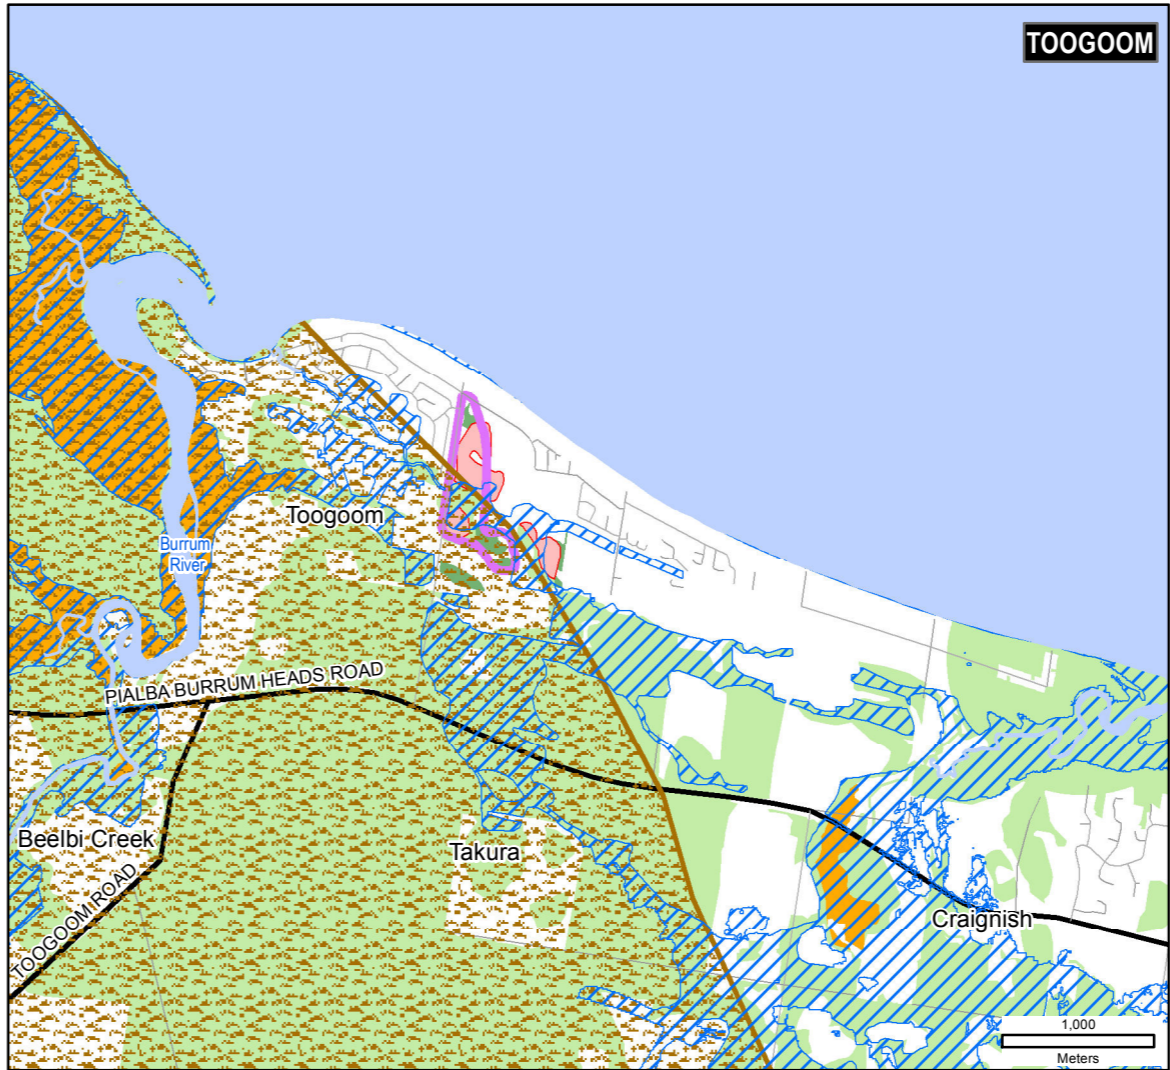 TOOGOOM
Toogoom
Burrum
River
PIALBA BURRUM HEADS ROAD
Beelbi Creek
Takura
TOOGOOM ROAD
Craignish
1,000
Meters